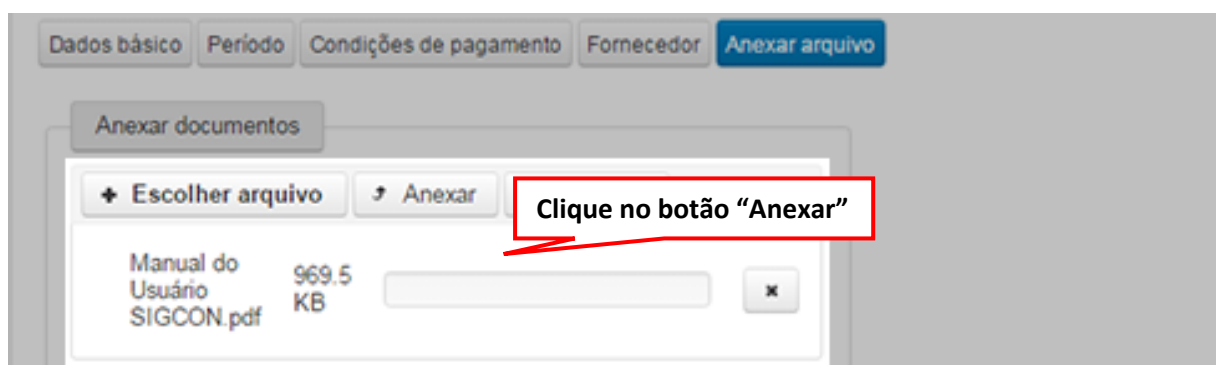 Dados básico Período Condições de pagamento Fornecedor Anexar arquivo
Anexar documentos
Escolher arquivo Anexar
Clique no botão “Anexar”
Manual do
Usuário
SIGCON.pdf
969.5
KB